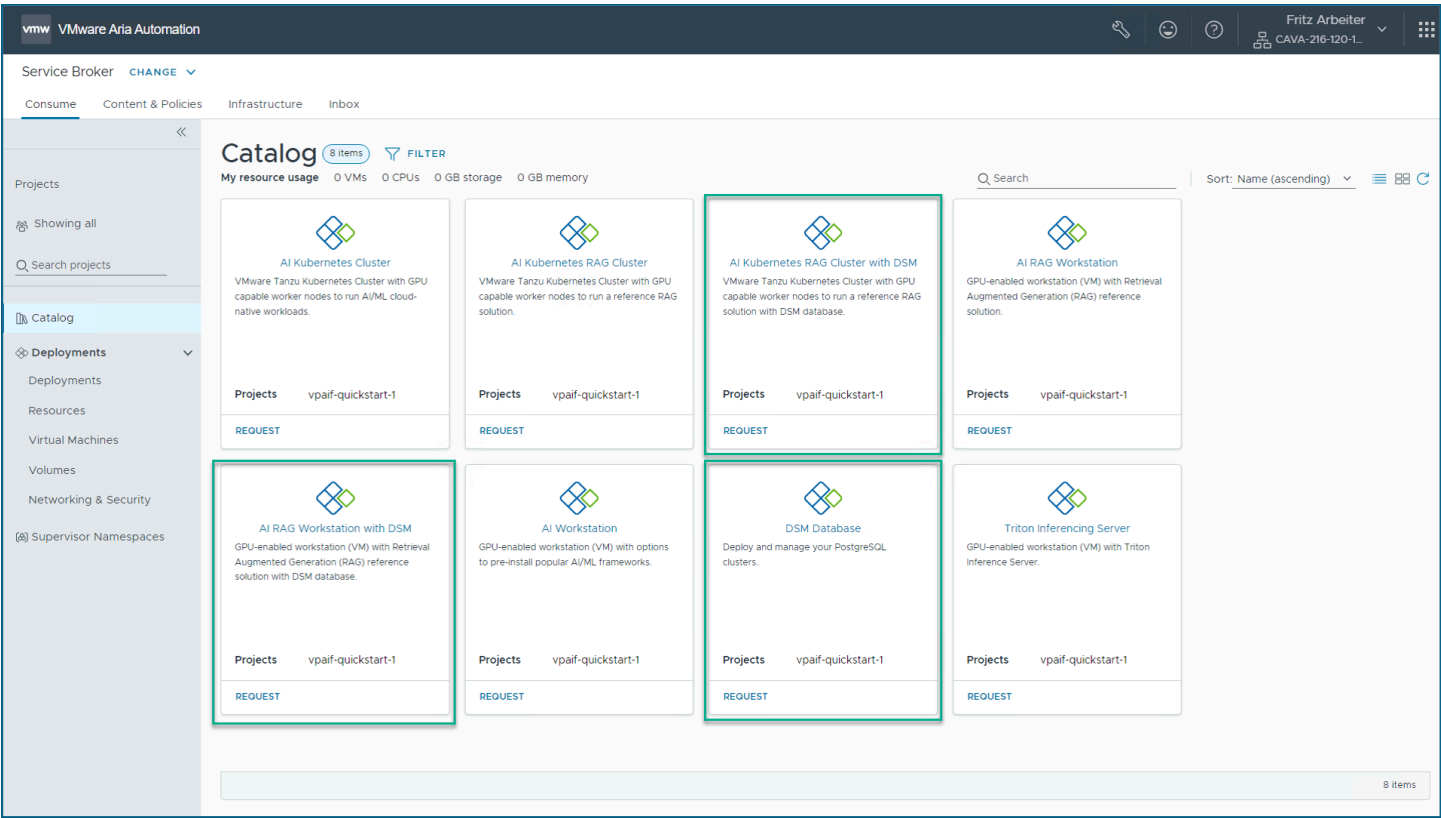 vmw VMware Aria Automation
Fritz Arbeiter
CAVA-216-120-1...
Service Broker CHANGE
Consume Content & Policies Infrastructure Inbox
Projects
Showing all
Search projects
Catalog
Deployments
Deployments
Resources
Virtual Machines
Volumes
Networking & Security
Supervisor Namespaces
Catalog 8 items FILTER
My resource usage 0 VMs 0 CPUs 0 GB storage 0 GB memory
Search
Sort: Name (ascending)
AI Kubernetes Cluster
VMware Tanzu Kubernetes Cluster with GPU
capable worker nodes to run AI/ML cloud-
native workloads.
Projects vpaif-quickstart-1
REQUEST
AI Kubernetes RAG Cluster
VMware Tanzu Kubernetes Cluster with GPU
capable worker nodes to run a reference RAG
solution.
Projects vpaif-quickstart-1
REQUEST
AI Kubernetes RAG Cluster with DSM
VMware Tanzu Kubernetes Cluster with GPU
capable worker nodes to run a reference RAG
solution with DSM database.
Projects vpaif-quickstart-1
REQUEST
AI RAG Workstation
GPU-enabled workstation (VM) with Retrieval
Augmented Generation (RAG) reference
solution.
Projects vpaif-quickstart-1
REQUEST
AI RAG Workstation with DSM
GPU-enabled workstation (VM) with Retrieval
Augmented Generation (RAG) reference
solution with DSM database.
Projects vpaif-quickstart-1
REQUEST
AI Workstation
GPU-enabled workstation (VM) with options
to pre-install popular AI/ML frameworks.
Projects vpaif-quickstart-1
REQUEST
DSM Database
Deploy and manage your PostgreSQL
clusters.
Projects vpaif-quickstart-1
REQUEST
Triton Inferencing Server
GPU-enabled workstation (VM) with Triton
Inference Server.
Projects vpaif-quickstart-1
REQUEST
8 items